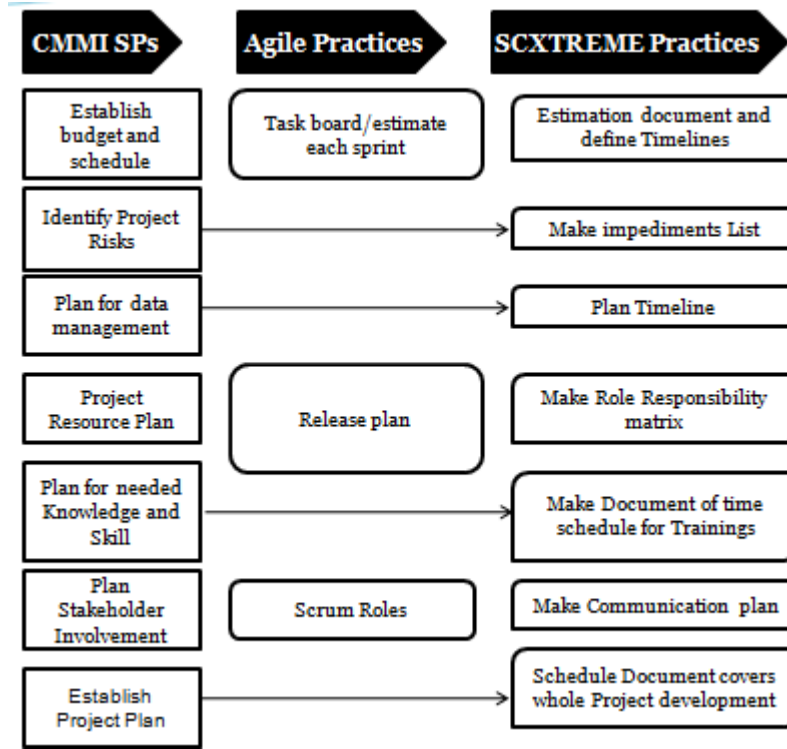 CMMI SPs
Agile Practices
SCXTREME Practices
Establish
budget and
schedule
Task board/estimate
each sprint
Estimation document and
define Timelines
Identify Project
Risks
Make impediments List
Plan for data
management
Plan Timeline
Project
Resource Plan
Release plan
Make Role Responsibility
matrix
Plan for needed
Knowledge and
Skill
Make Document of time
schedule for Trainings
Plan
Stakeholder
Involvement
Scrum Roles
Make Communication plan
Establish
Project Plan
Schedule Document covers
whole Project development